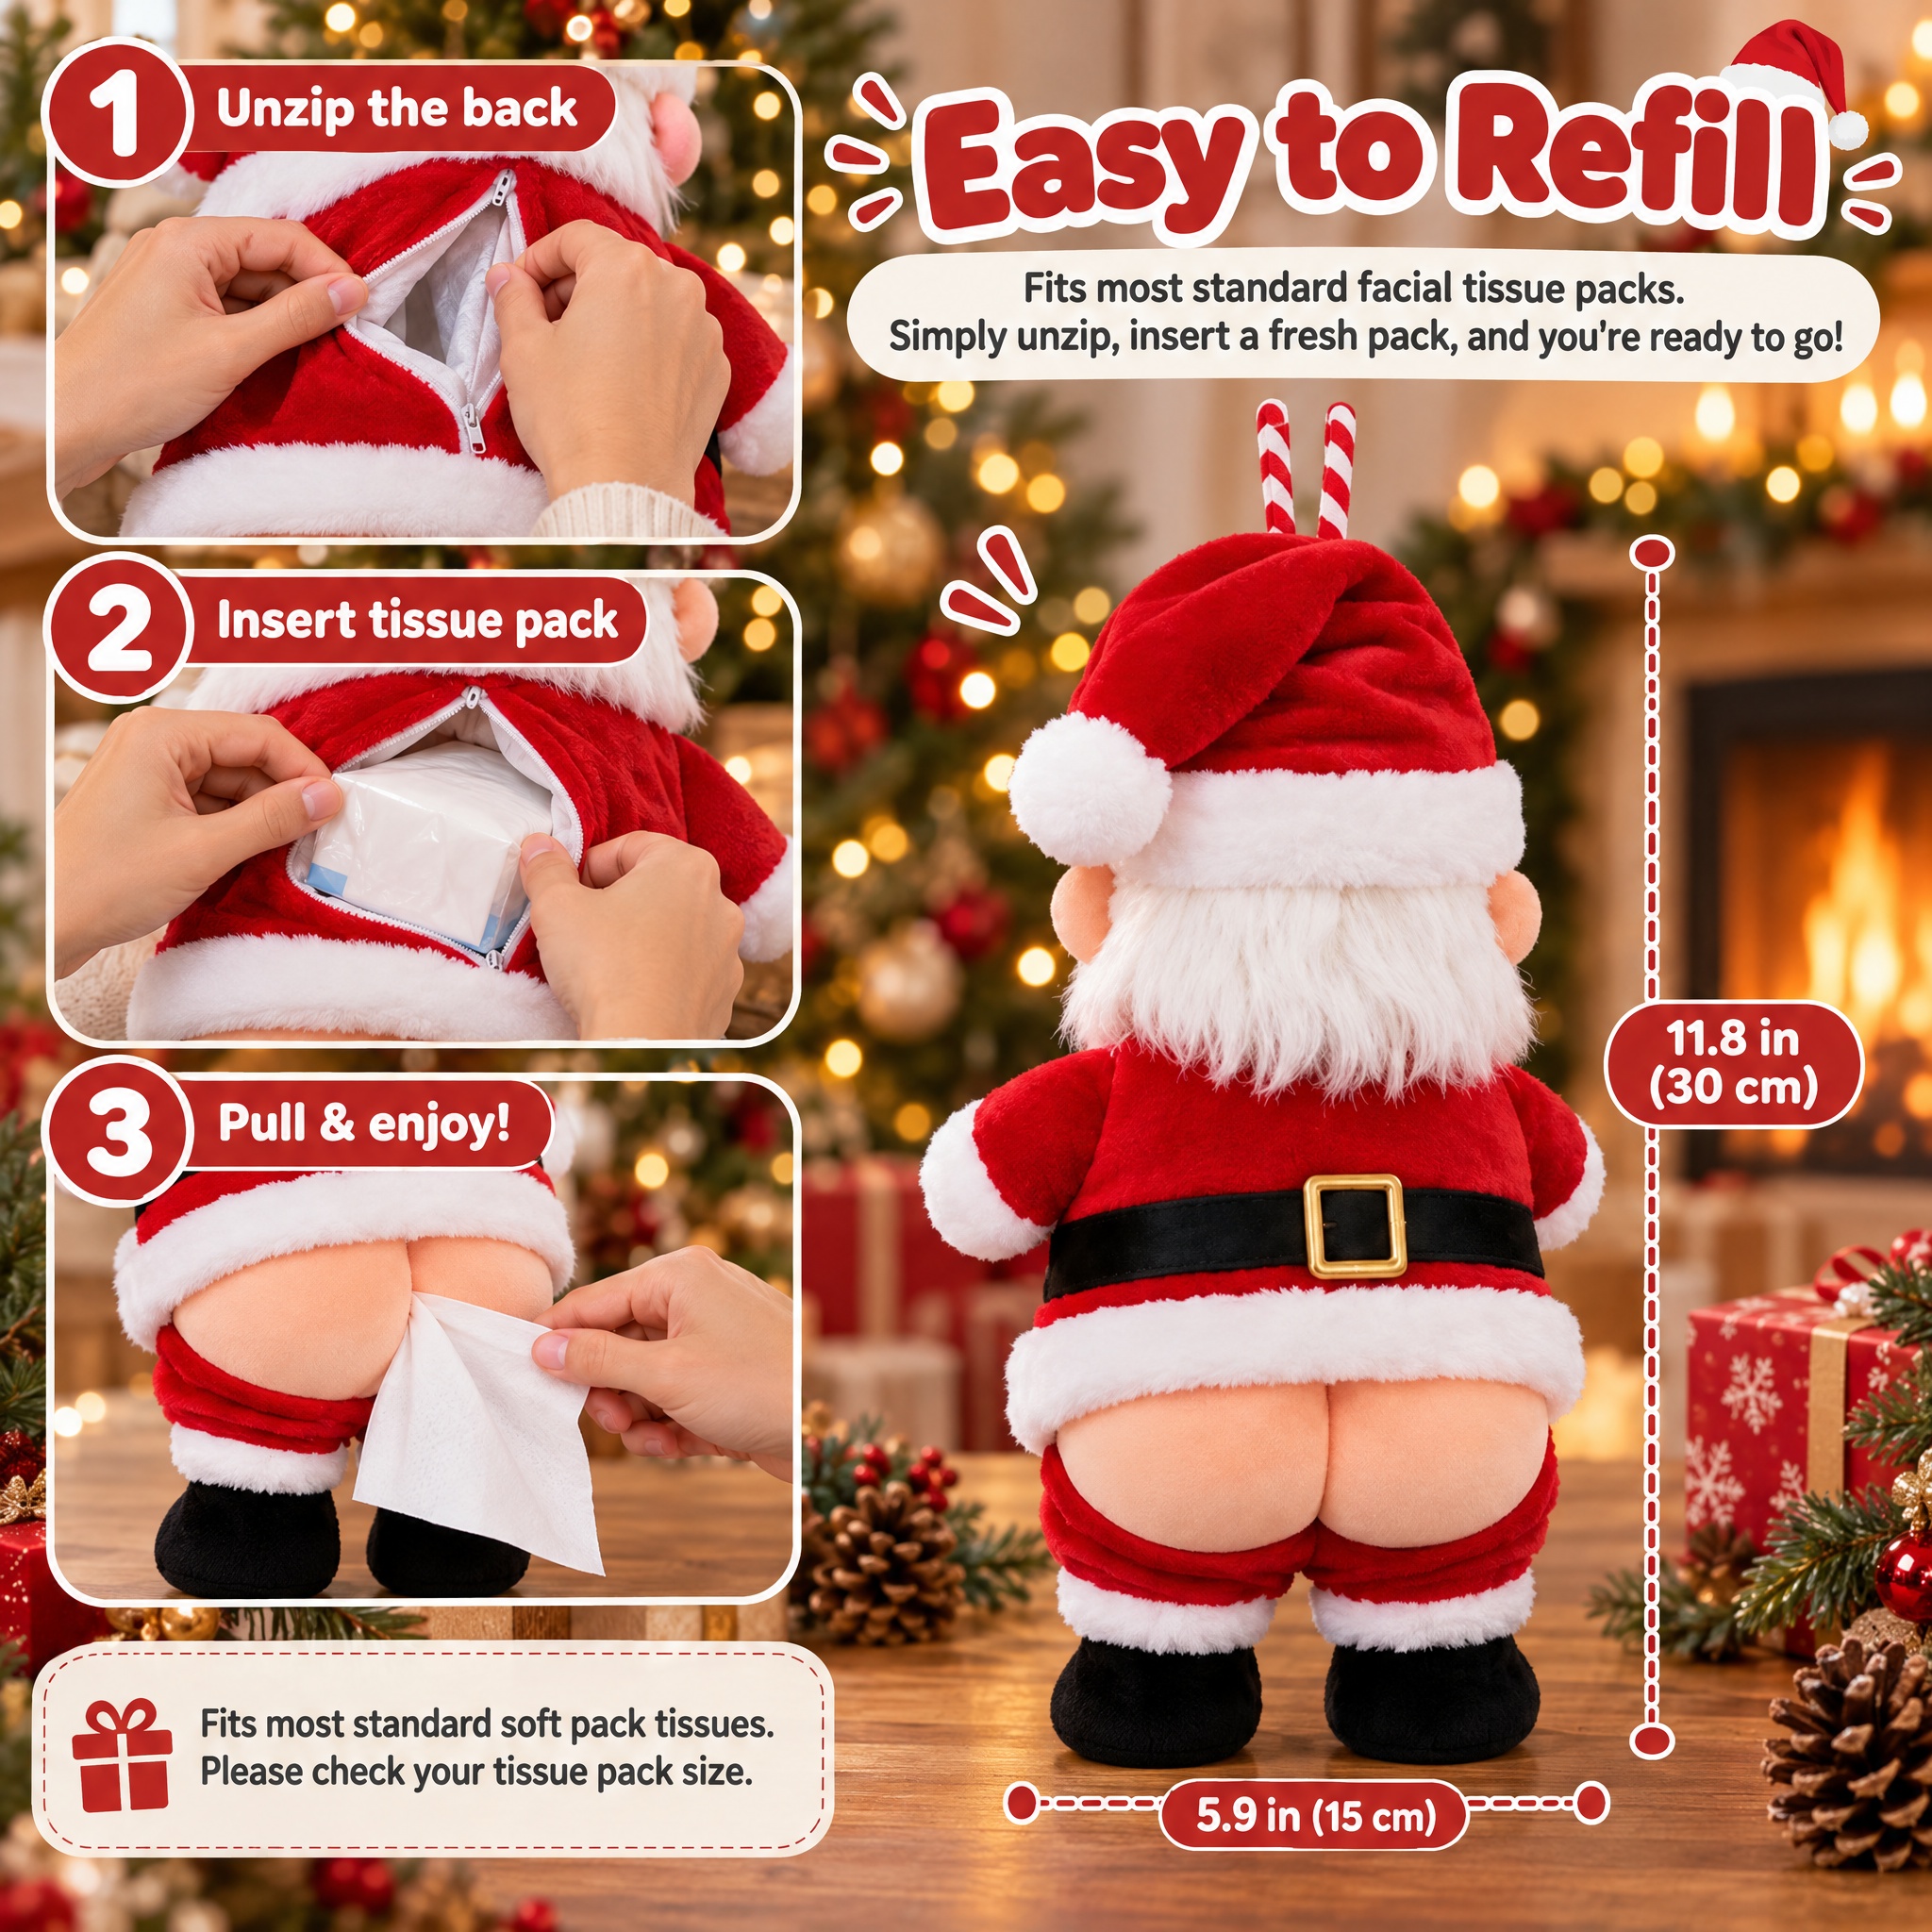 Easy to Refill
Fits most standard facial tissue packs.
Simply unzip, insert a fresh pack, and you're ready to go!
1
Unzip the back
2
Insert tissue pack
3
Pull & enjoy!
Fits most standard soft pack tissues.
Please check your tissue pack size.
11.8 in
(30 cm)
5.9 in (15 cm)